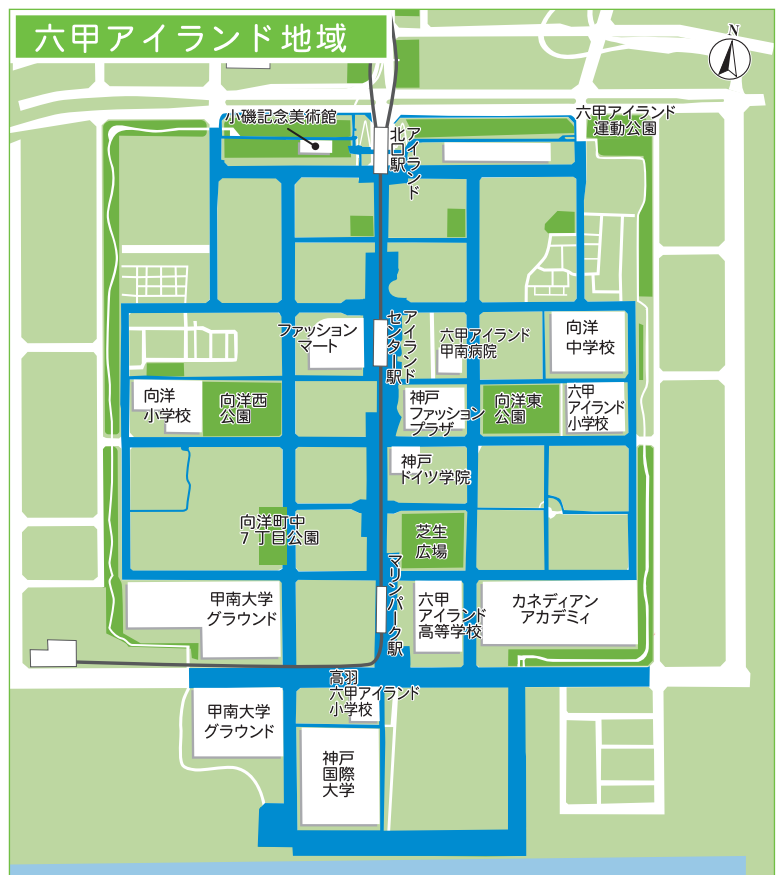 六甲アイランド地域
N
小磯記念美術館
アイランド
北口駅
六甲アイランド
運動公園
ファッション
マート
アイランド
センター駅
六甲アイランド
甲南病院
向洋
中学校
向洋
小学校
向洋西
公園
神戸
ファッション
プラザ
向洋東
公園
六甲
アイランド
小学校
神戸
ドイツ学院
向洋町中
7丁目公園
芝生
広場
マリンパーク駅
甲南大学
グラウンド
六甲
アイランド
高等学校
カネディアン
アカデミィ
高羽
六甲アイランド
小学校
甲南大学
グラウンド
神戸
国際
大学